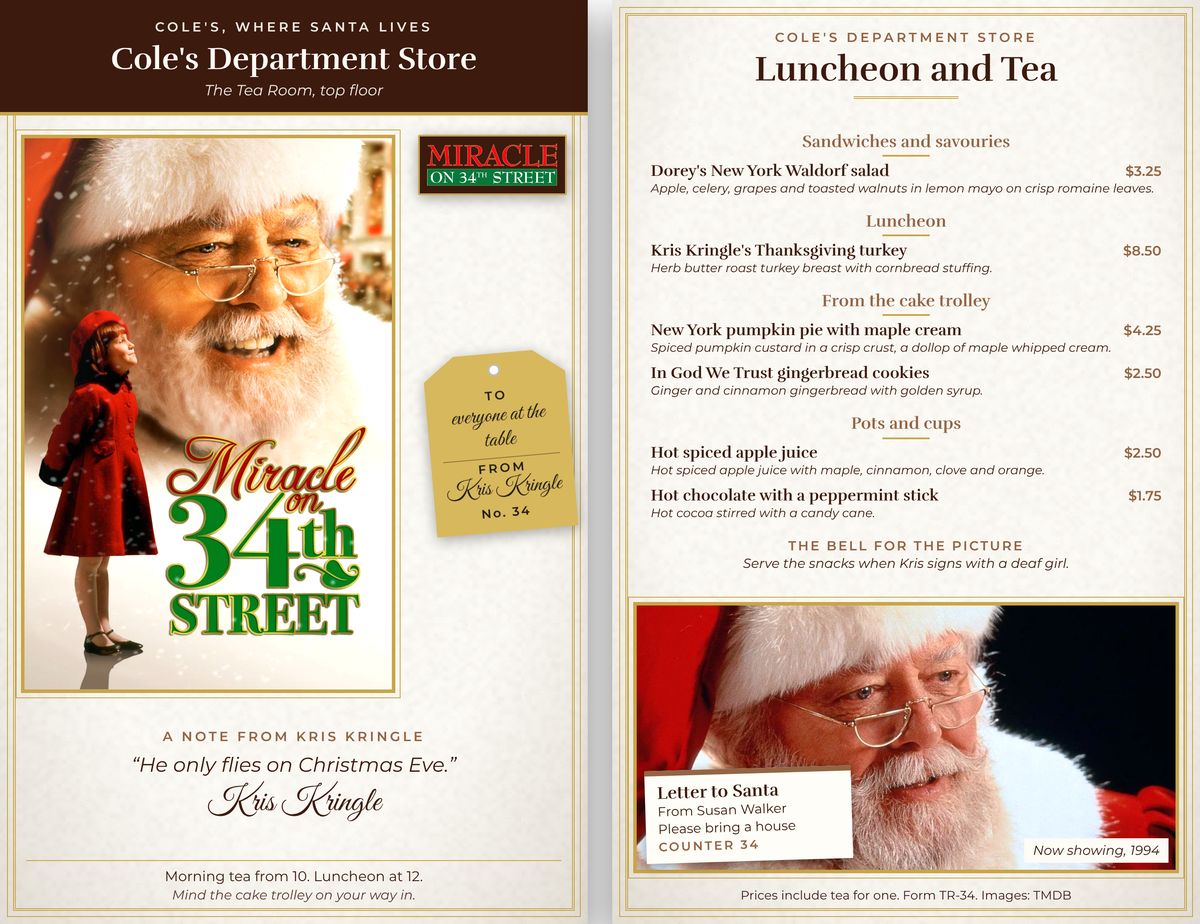 COLE'S, WHERE SANTA LIVES
Cole's Department Store
The Tea Room, top floor
MIRACLE
ON 34TH STREET
TO
everyone at the
table
FROM
Kris Kringle
No. 34
Miracle
on
34th
STREET
A NOTE FROM KRIS KRINGLE
“He only flies on Christmas Eve.”
Kris Kringle
Morning tea from 10. Luncheon at 12.
Mind the cake trolley on your way in.
COLE'S DEPARTMENT STORE
Luncheon and Tea
Sandwiches and savouries
Dorey's New York Waldorf salad $3.25
Apple, celery, grapes and toasted walnuts in lemon mayo on crisp romaine leaves.
Luncheon
Kris Kringle's Thanksgiving turkey $8.50
Herb butter roast turkey breast with cornbread stuffing.
From the cake trolley
New York pumpkin pie with maple cream $4.25
Spiced pumpkin custard in a crisp crust, a dollop of maple whipped cream.
In God We Trust gingerbread cookies $2.50
Ginger and cinnamon gingerbread with golden syrup.
Pots and cups
Hot spiced apple juice $2.50
Hot spiced apple juice with maple, cinnamon, clove and orange.
Hot chocolate with a peppermint stick $1.75
Hot cocoa stirred with a candy cane.
THE BELL FOR THE PICTURE
Serve the snacks when Kris signs with a deaf girl.
Letter to Santa
From Susan Walker
Please bring a house
COUNTER 34
Now showing, 1994
Prices include tea for one. Form TR-34. Images: TMDB